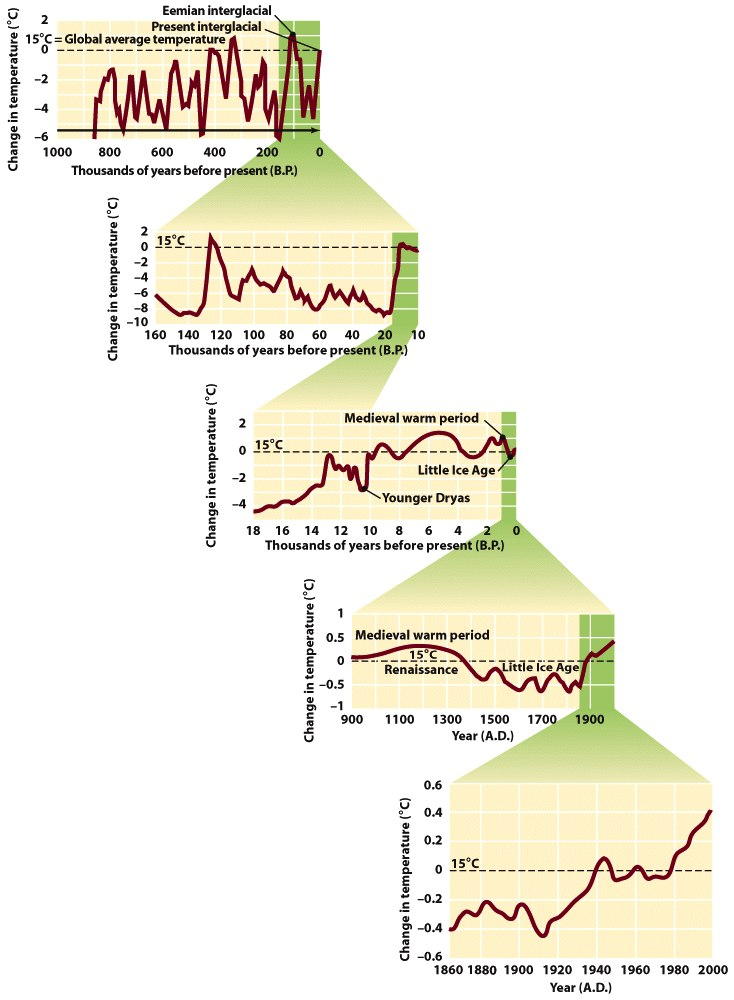 Eemian interglacial
Present interglacial
Change in temperature (°C)
2
15°C = Global average temperature
0
−2
−4
−6
1000 800 600 400 200 0
Thousands of years before present (B.P.)
Change in temperature (°C)
2
15°C
0
−2
−4
−6
−8
−10
160 140 120 100 80 60 40 20 10
Thousands of years before present (B.P.)
Change in temperature (°C)
2
Medieval warm period
15°C
0
Little Ice Age
−2
Younger Dryas
−4
18 16 14 12 11 10 8 6 4 2 0
Thousands of years before present (B.P.)
Change in temperature (°C)
1
0.5
Medieval warm period
15°C
0
Renaissance
Little Ice Age
−0.5
−1
900 1100 1300 1500 1700 1900
Year (A.D.)
Change in temperature (°C)
0.6
0.4
0.2
15°C
0
−0.2
−0.4
−0.6
1860 1880 1900 1920 1940 1960 1980 2000
Year (A.D.)